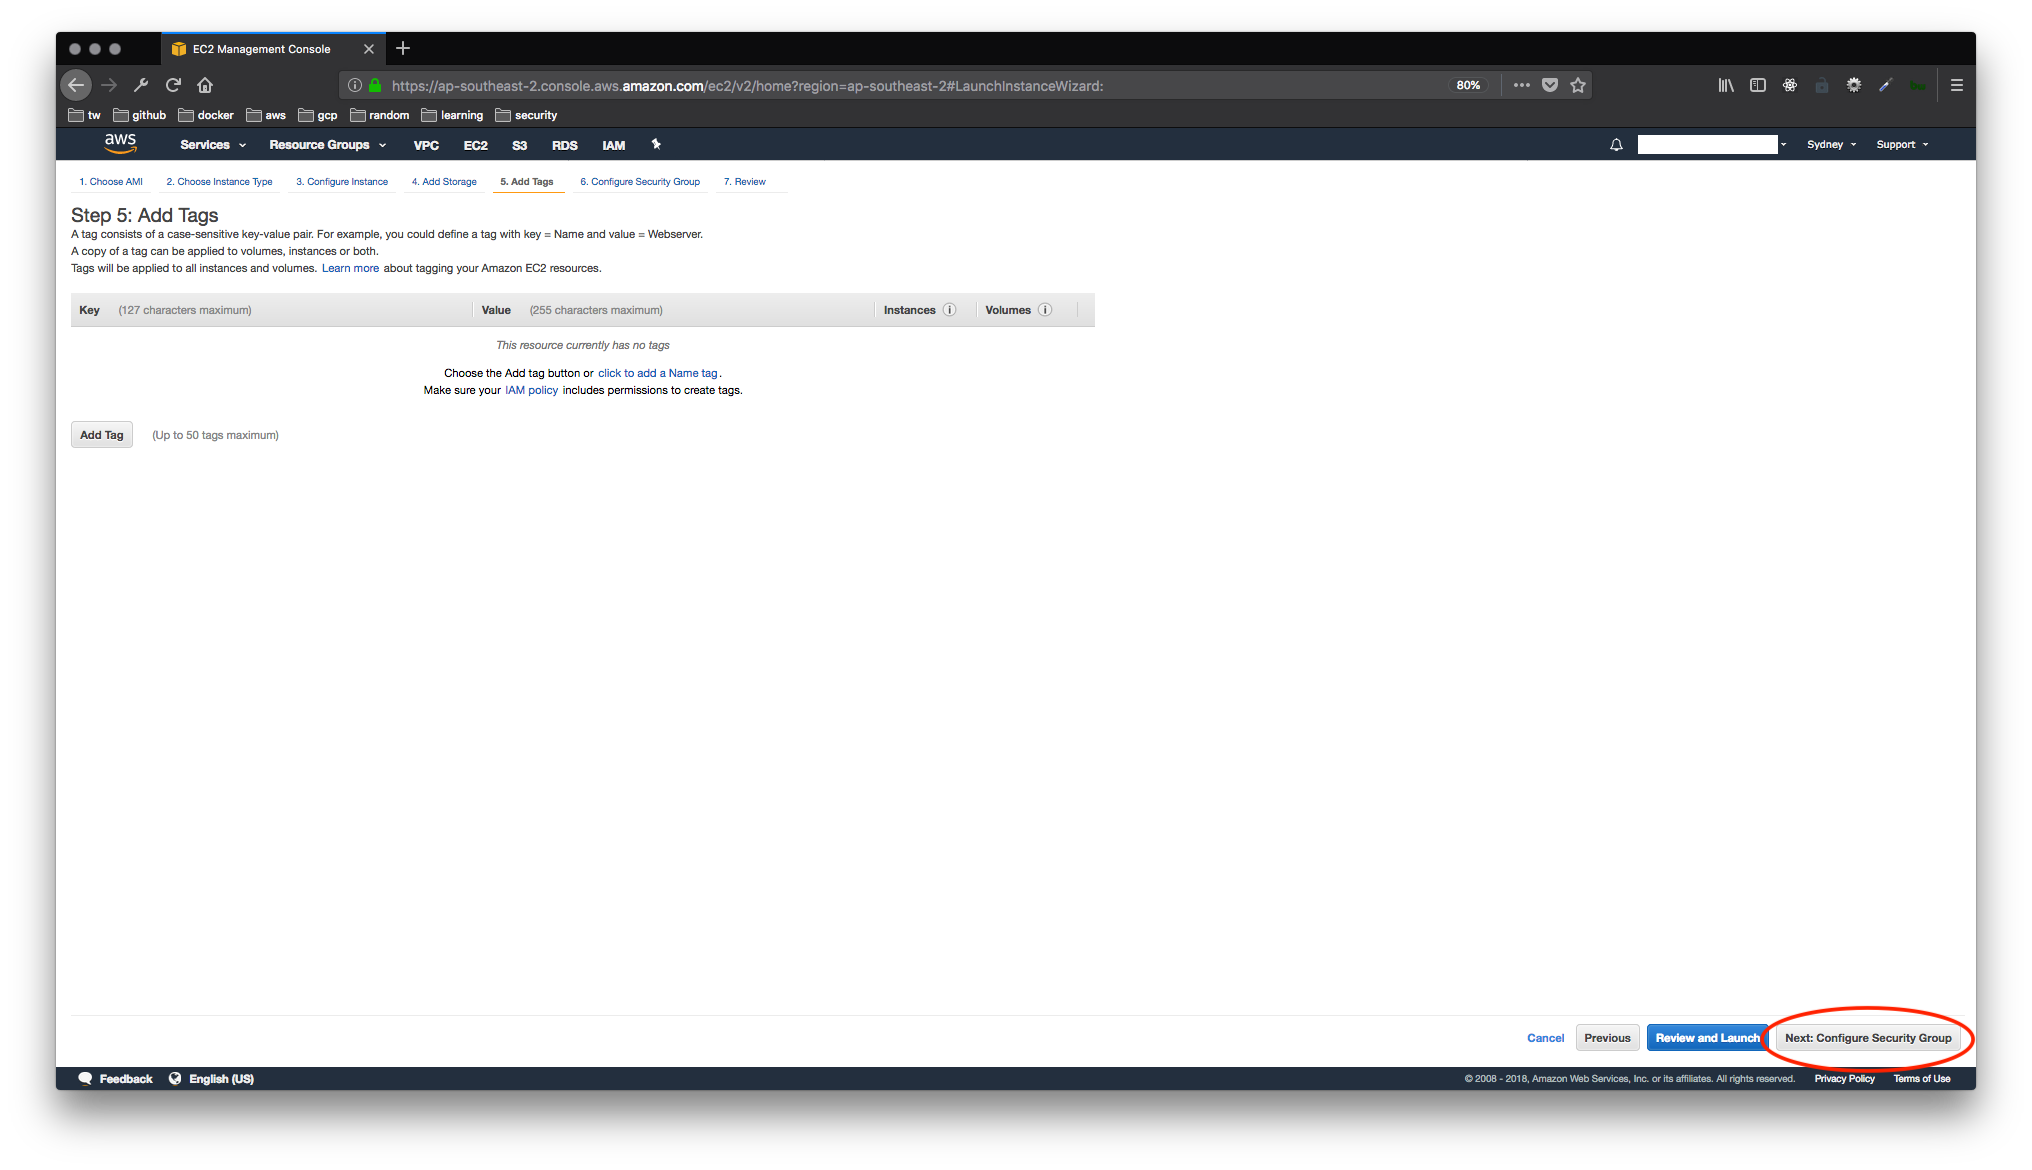 EC2 Management Console
https://ap-southeast-2.console.aws.amazon.com/ec2/v2/home?region=ap-southeast-2#LaunchInstanceWizard: 80%
tw github docker aws gcp random learning security
aws Services Resource Groups VPC EC2 S3 RDS IAM Sydney Support
1. Choose AMI 2. Choose Instance Type 3. Configure Instance 4. Add Storage 5. Add Tags 6. Configure Security Group 7. Review
Step 5: Add Tags
A tag consists of a case-sensitive key-value pair. For example, you could define a tag with key = Name and value = Webserver.
A copy of a tag can be applied to volumes, instances or both.
Tags will be applied to all instances and volumes. Learn more about tagging your Amazon EC2 resources.
Key (127 characters maximum) Value (255 characters maximum) Instances Volumes
This resource currently has no tags
Choose the Add tag button or click to add a Name tag.
Make sure your IAM policy includes permissions to create tags.
Add Tag (Up to 50 tags maximum)
Cancel Previous Review and Launch Next: Configure Security Group
Feedback English (US) © 2008 - 2018, Amazon Web Services, Inc. or its affiliates. All rights reserved. Privacy Policy Terms of Use